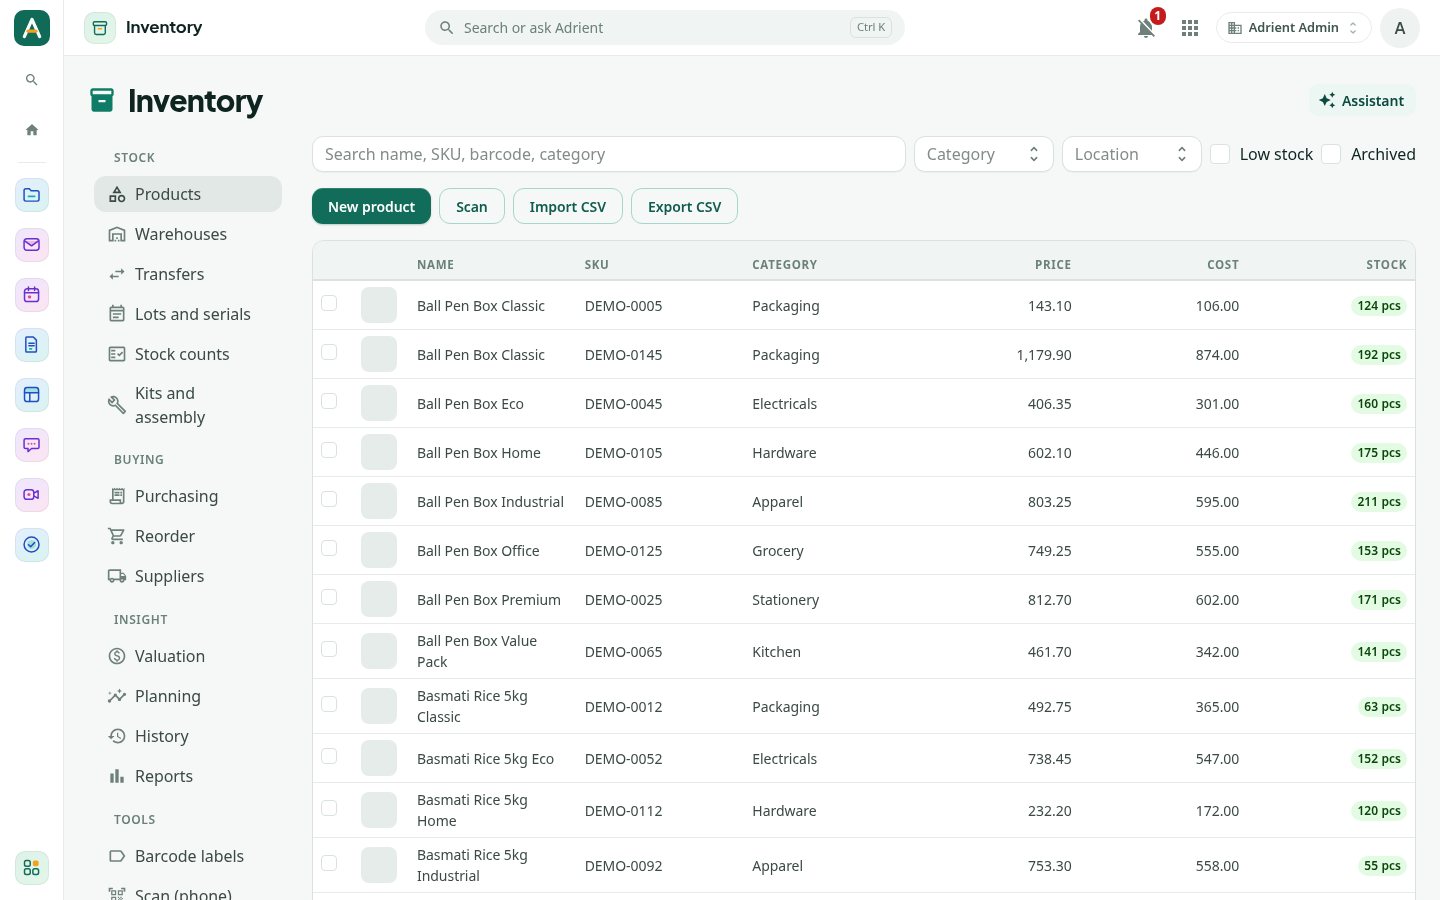 Inventory
Search or ask Adrient
Ctrl K
1
Adrient Admin
A
Inventory
Assistant
STOCK
Products
Warehouses
Transfers
Lots and serials
Stock counts
Kits and
assembly
BUYING
Purchasing
Reorder
Suppliers
INSIGHT
Valuation
Planning
History
Reports
TOOLS
Barcode labels
Scan (phone)
Search name, SKU, barcode, category
Category
Location
Low stock
Archived
New product
Scan
Import CSV
Export CSV
NAME SKU CATEGORY PRICE COST STOCK
Ball Pen Box Classic DEMO-0005 Packaging 143.10 106.00 124 pcs
Ball Pen Box Classic DEMO-0145 Packaging 1,179.90 874.00 192 pcs
Ball Pen Box Eco DEMO-0045 Electricals 406.35 301.00 160 pcs
Ball Pen Box Home DEMO-0105 Hardware 602.10 446.00 175 pcs
Ball Pen Box Industrial DEMO-0085 Apparel 803.25 595.00 211 pcs
Ball Pen Box Office DEMO-0125 Grocery 749.25 555.00 153 pcs
Ball Pen Box Premium DEMO-0025 Stationery 812.70 602.00 171 pcs
Ball Pen Box Value
Pack DEMO-0065 Kitchen 461.70 342.00 141 pcs
Basmati Rice 5kg
Classic DEMO-0012 Packaging 492.75 365.00 63 pcs
Basmati Rice 5kg Eco DEMO-0052 Electricals 738.45 547.00 152 pcs
Basmati Rice 5kg
Home DEMO-0112 Hardware 232.20 172.00 120 pcs
Basmati Rice 5kg
Industrial DEMO-0092 Apparel 753.30 558.00 55 pcs